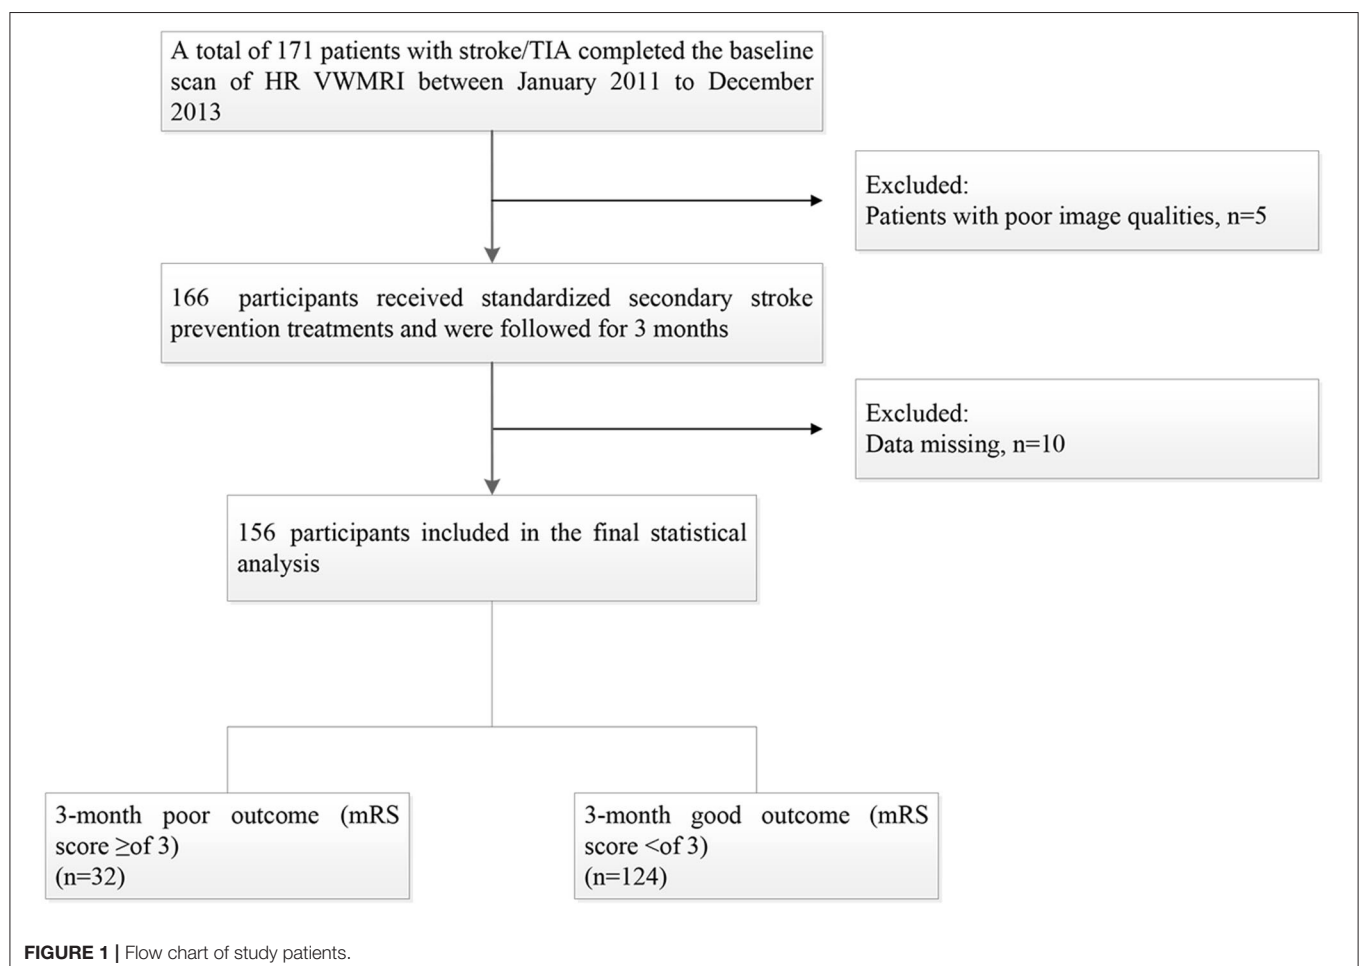 A total of 171 patients with stroke/TIA completed the baseline
scan of HR VWMRI between January 2011 to December
2013
Excluded:
Patients with poor image qualities, n=5
166 participants received standardized secondary stroke
prevention treatments and were followed for 3 months
Excluded:
Data missing, n=10
156 participants included in the final statistical
analysis
3-month poor outcome (mRS
score ≥of 3)
(n=32)
3-month good outcome (mRS
score <of 3)
(n=124)
FIGURE 1 | Flow chart of study patients.